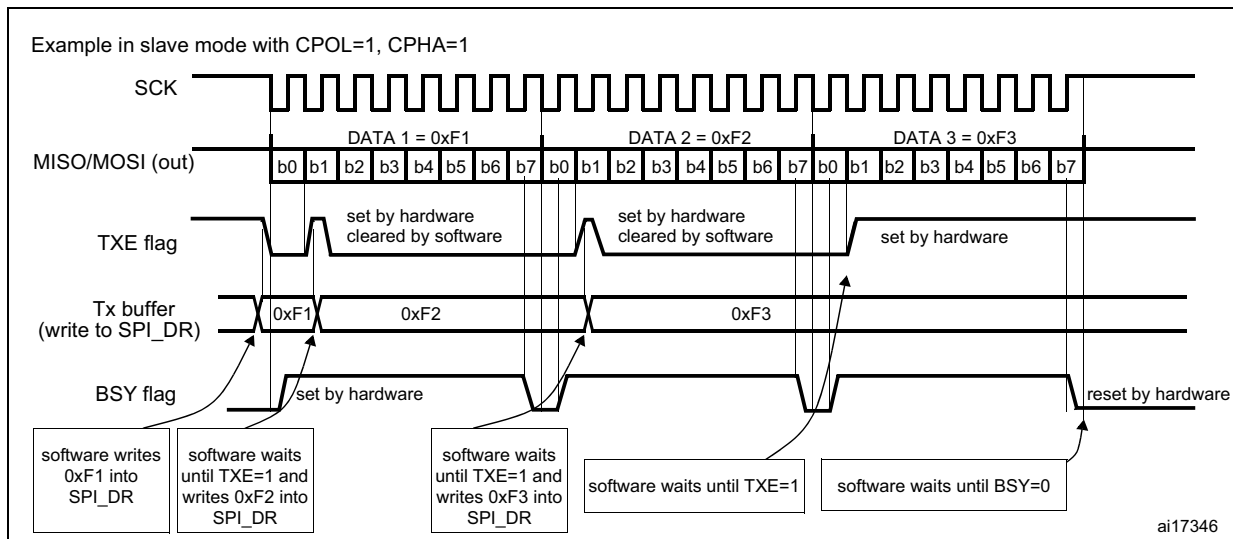 Example in slave mode with CPOL=1, CPHA=1
SCK
DATA 1 = 0xF1
DATA 2 = 0xF2
DATA 3 = 0xF3
MISO/MOSI (out)
b0 b1 b2 b3 b4 b5 b6 b7 b0 b1 b2 b3 b4 b5 b6 b7 b0 b1 b2 b3 b4 b5 b6 b7
TXE flag
set by hardware
cleared by software
set by hardware
cleared by software
set by hardware
Tx buffer
(write to SPI_DR)
0xF1
0xF2
0xF3
BSY flag
set by hardware
reset by hardware
software writes
0xF1 into
SPI_DR
software waits
until TXE=1 and
writes 0xF2 into
SPI_DR
software waits
until TXE=1 and
writes 0xF3 into
SPI_DR
software waits until TXE=1
software waits until BSY=0
ai17346